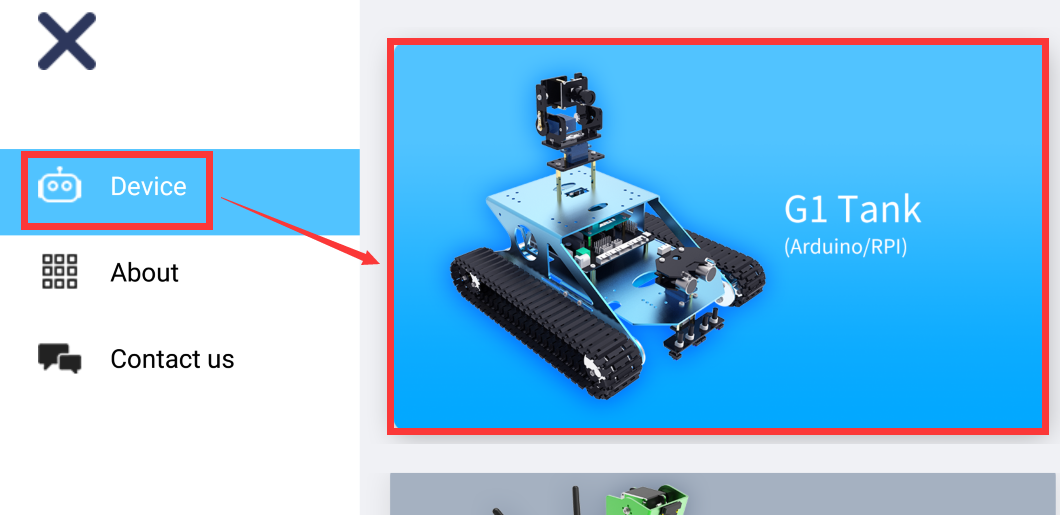 Device
About
Contact us
G1 Tank
(Arduino/RPI)